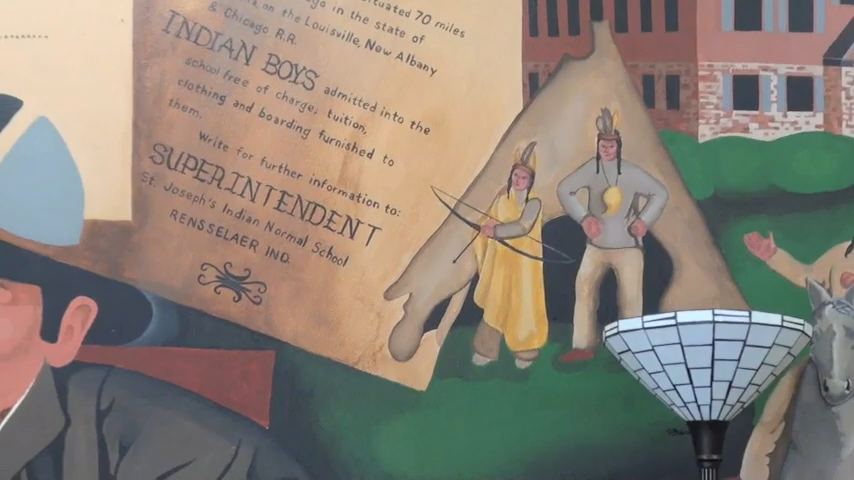 ituated 70 miles
ago in the state of
on the Louisville, New Albany
& Chicago R.R.
INDIAN BOYS admitted into the
school free of charge, tuition,
clothing and boarding furnished to
them.
Write for further information to:
SUPERINTENDENT
St. Joseph's Indian Normal School
RENSSELAER IND.